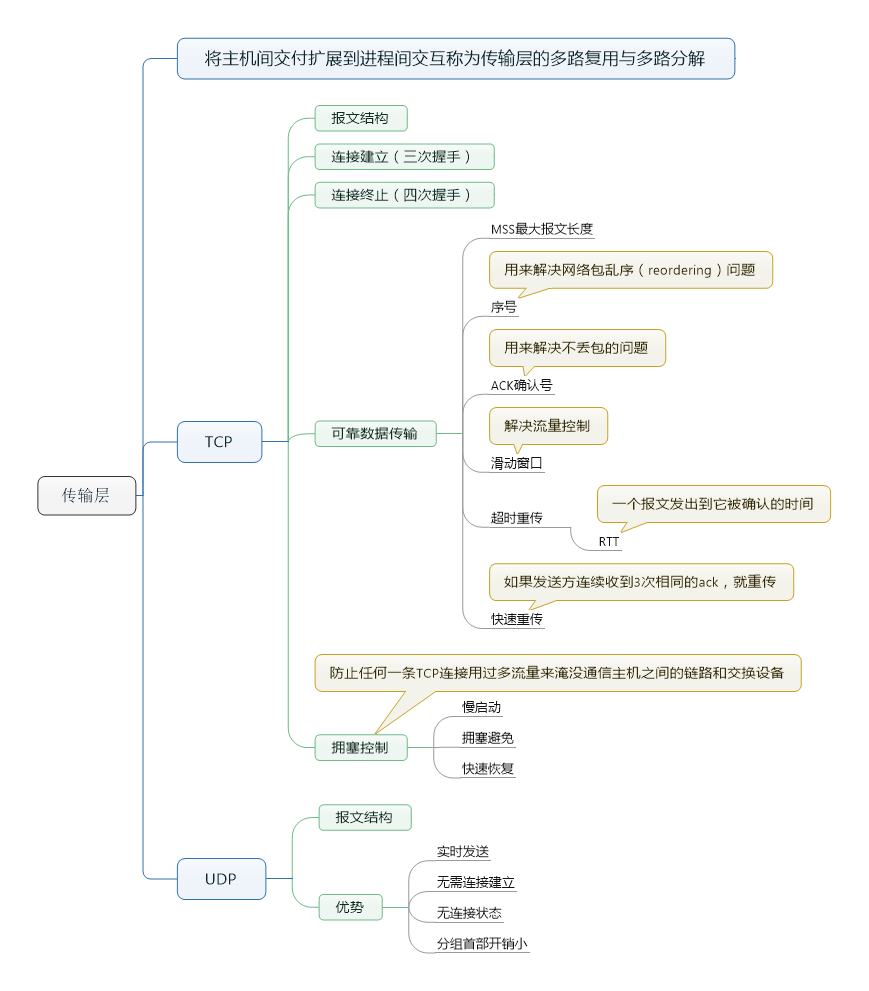 将主机间交付扩展到进程间交互称为传输层的多路复用与多路分解
报文结构
连接建立（三次握手）
连接终止（四次握手）
MSS最大报文长度
用来解决网络包乱序（reordering）问题
序号
用来解决不丢包的问题
ACK确认号
解决流量控制
可靠数据传输
TCP
滑动窗口
传输层
一个报文发出到它被确认的时间
超时重传
RTT
如果发送方连续收到3次相同的ack，就重传
快速重传
防止任何一条TCP连接用过多流量来淹没通信主机之间的链路和交换设备
慢启动
拥塞避免
拥塞控制
快速恢复
报文结构
实时发送
UDP
无需连接建立
优势
无连接状态
分组首部开销小